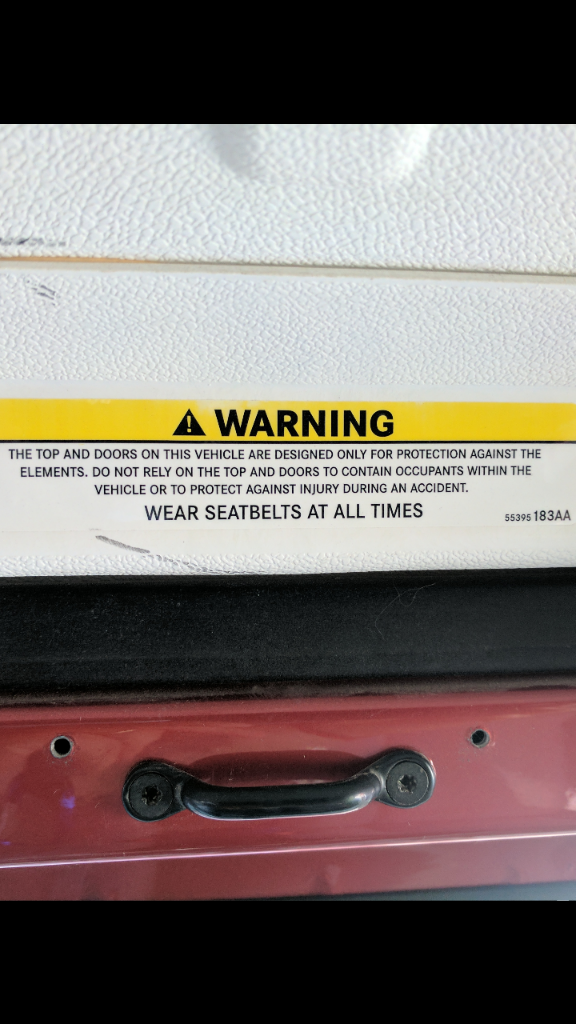 WARNING
THE TOP AND DOORS ON THIS VEHICLE ARE DESIGNED ONLY FOR PROTECTION AGAINST THE
ELEMENTS. DO NOT RELY ON THE TOP AND DOORS TO CONTAIN OCCUPANTS WITHIN THE
VEHICLE OR TO PROTECT AGAINST INJURY DURING AN ACCIDENT.
WEAR SEATBELTS AT ALL TIMES
55395183AA